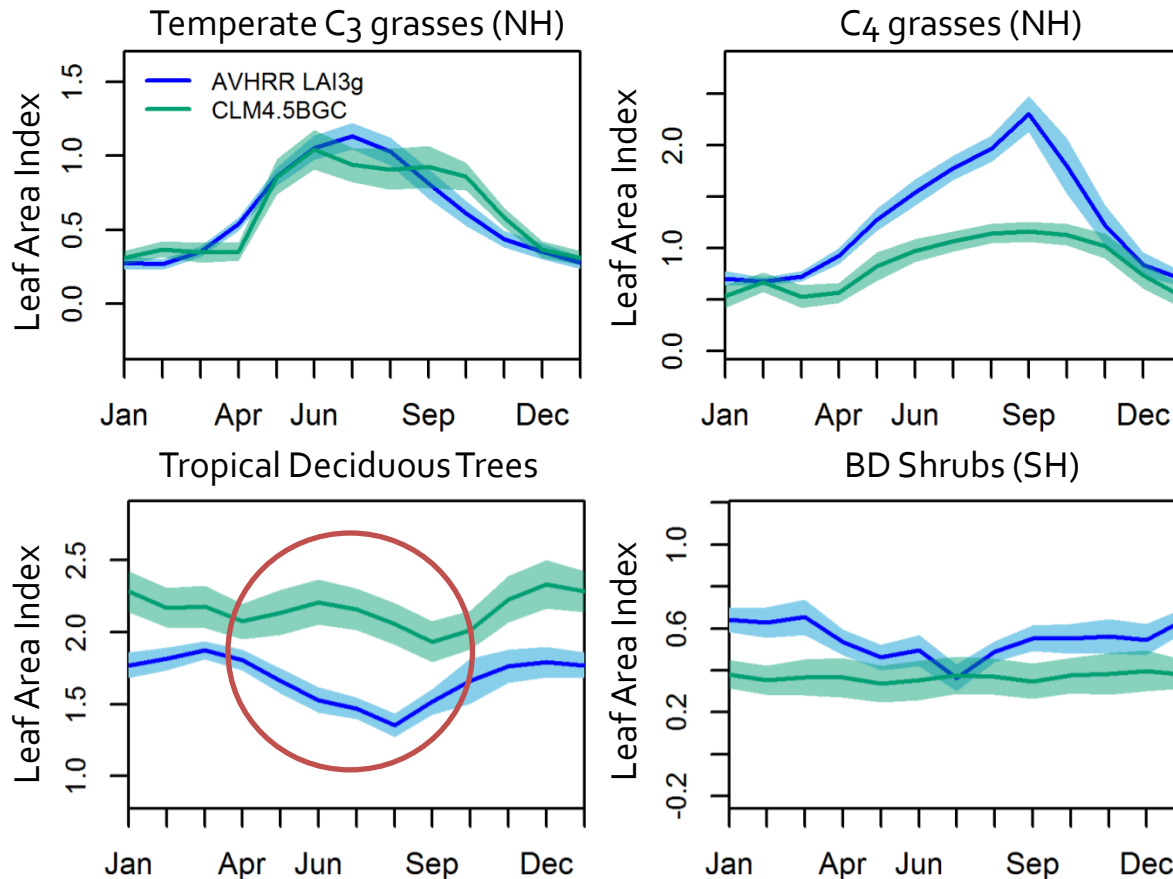 Temperate C3 grasses (NH)
Leaf Area Index
1.5
1.0
0.5
0.0
AVHRR LAI3g
CLM4.5BGC
Jan Apr Jun Sep Dec
C4 grasses (NH)
Leaf Area Index
2.0
1.0
0.0
Jan Apr Jun Sep Dec
Tropical Deciduous Trees
Leaf Area Index
2.5
2.0
1.5
1.0
Jan Apr Jun Sep Dec
BD Shrubs (SH)
Leaf Area Index
1.0
0.6
0.2
-0.2
Jan Apr Jun Sep Dec